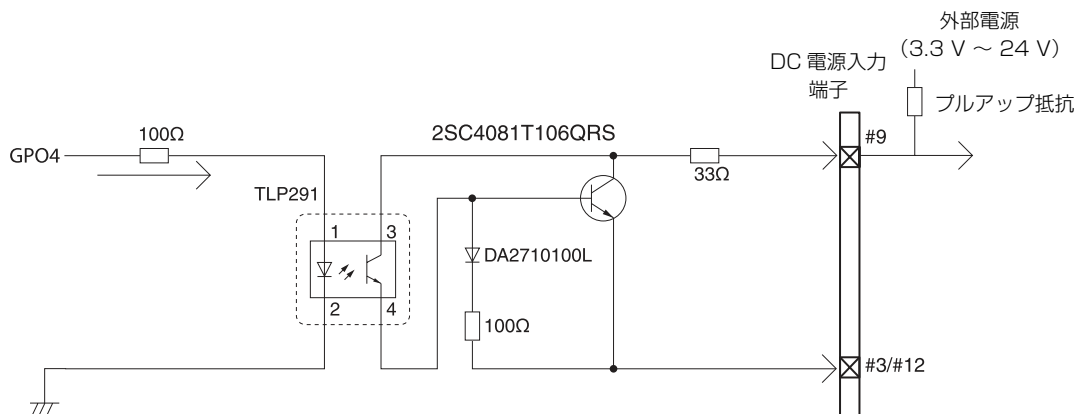 外部電源
（3.3 V ～ 24 V）
DC 電源入力
端子
プルアップ抵抗
100Ω
2SC4081T106QRS
#9
GPO4
33Ω
TLP291
1
3
DA2710100L
2
4
100Ω
#3/#12